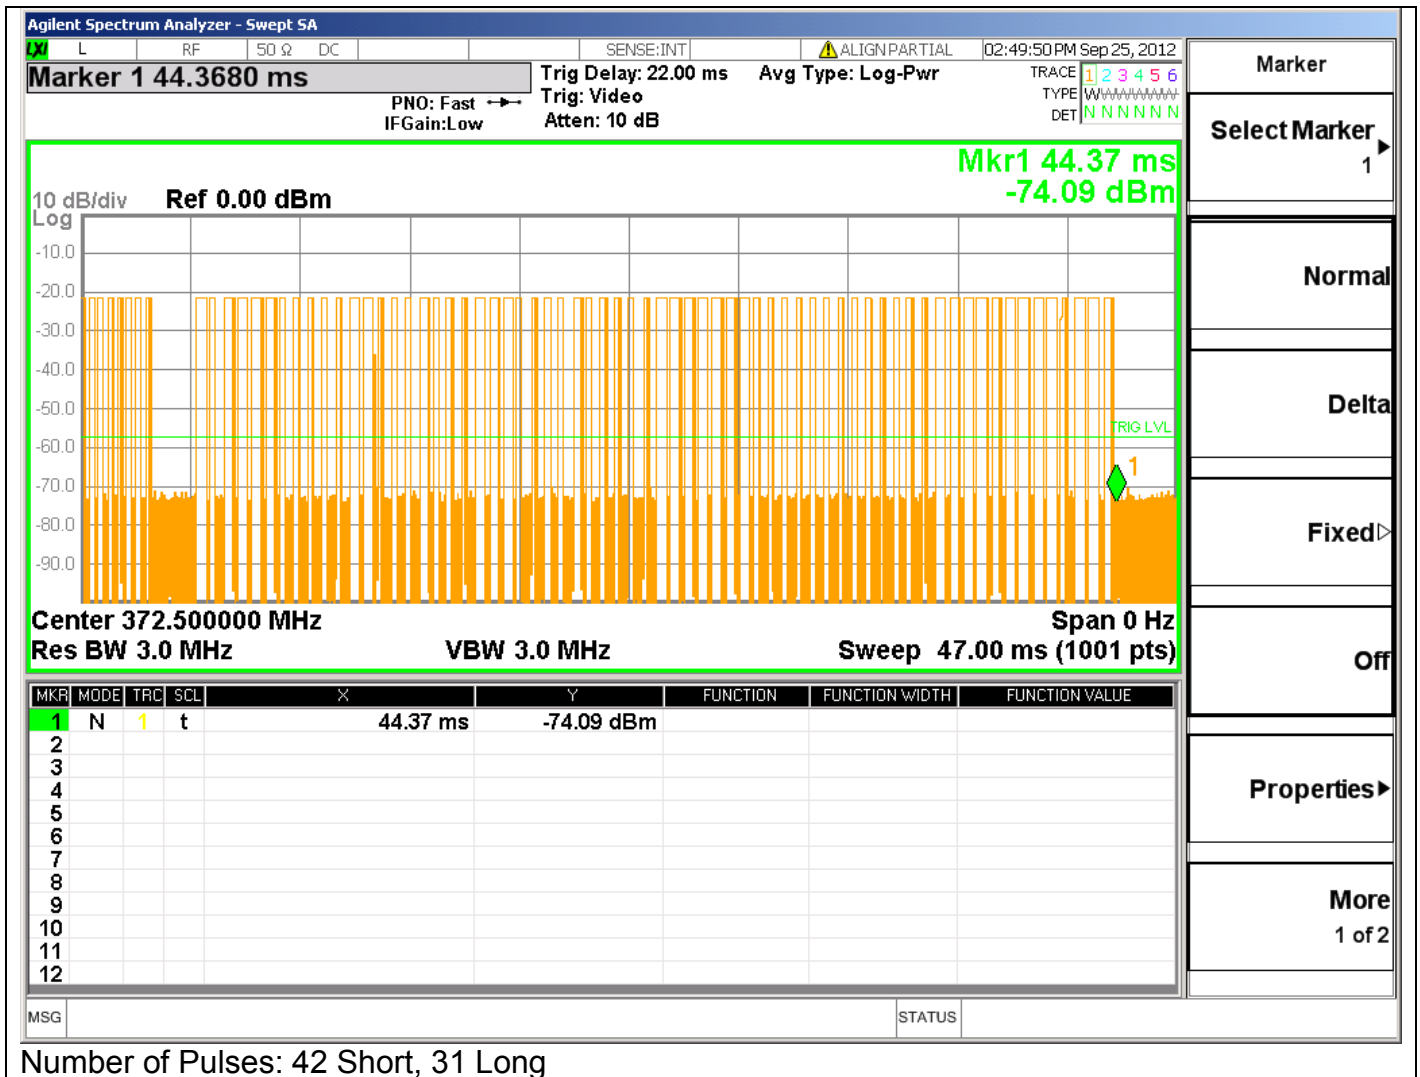 Agilent Spectrum Analyzer - Swept SA
LXI L RF 50 Ω DC SENSE:INT ALIGN PARTIAL 02:49:50 PM Sep 25, 2012
Marker 1 44.3680 ms
PNO: Fast
IFGain:Low
Trig Delay: 22.00 ms
Trig: Video
Atten: 10 dB
Avg Type: Log-Pwr
TRACE 1 2 3 4 5 6
TYPE WWWWWW
DET N N N N N N
Mkr1 44.37 ms
-74.09 dBm
10 dB/div Ref 0.00 dBm
Log
-10.0
-20.0
-30.0
-40.0
-50.0
TRIG LVL
-60.0
1
-70.0
-80.0
-90.0
Center 372.500000 MHz Span 0 Hz
Res BW 3.0 MHz VBW 3.0 MHz Sweep 47.00 ms (1001 pts)
MKR MODE TRC SCL X Y FUNCTION FUNCTION WIDTH FUNCTION VALUE
1 N 1 t 44.37 ms -74.09 dBm
2
3
4
5
6
7
8
9
10
11
12
MSG STATUS
Marker
Select Marker
1
Normal
Delta
Fixed
Off
Properties
More
1 of 2
Number of Pulses: 42 Short, 31 Long